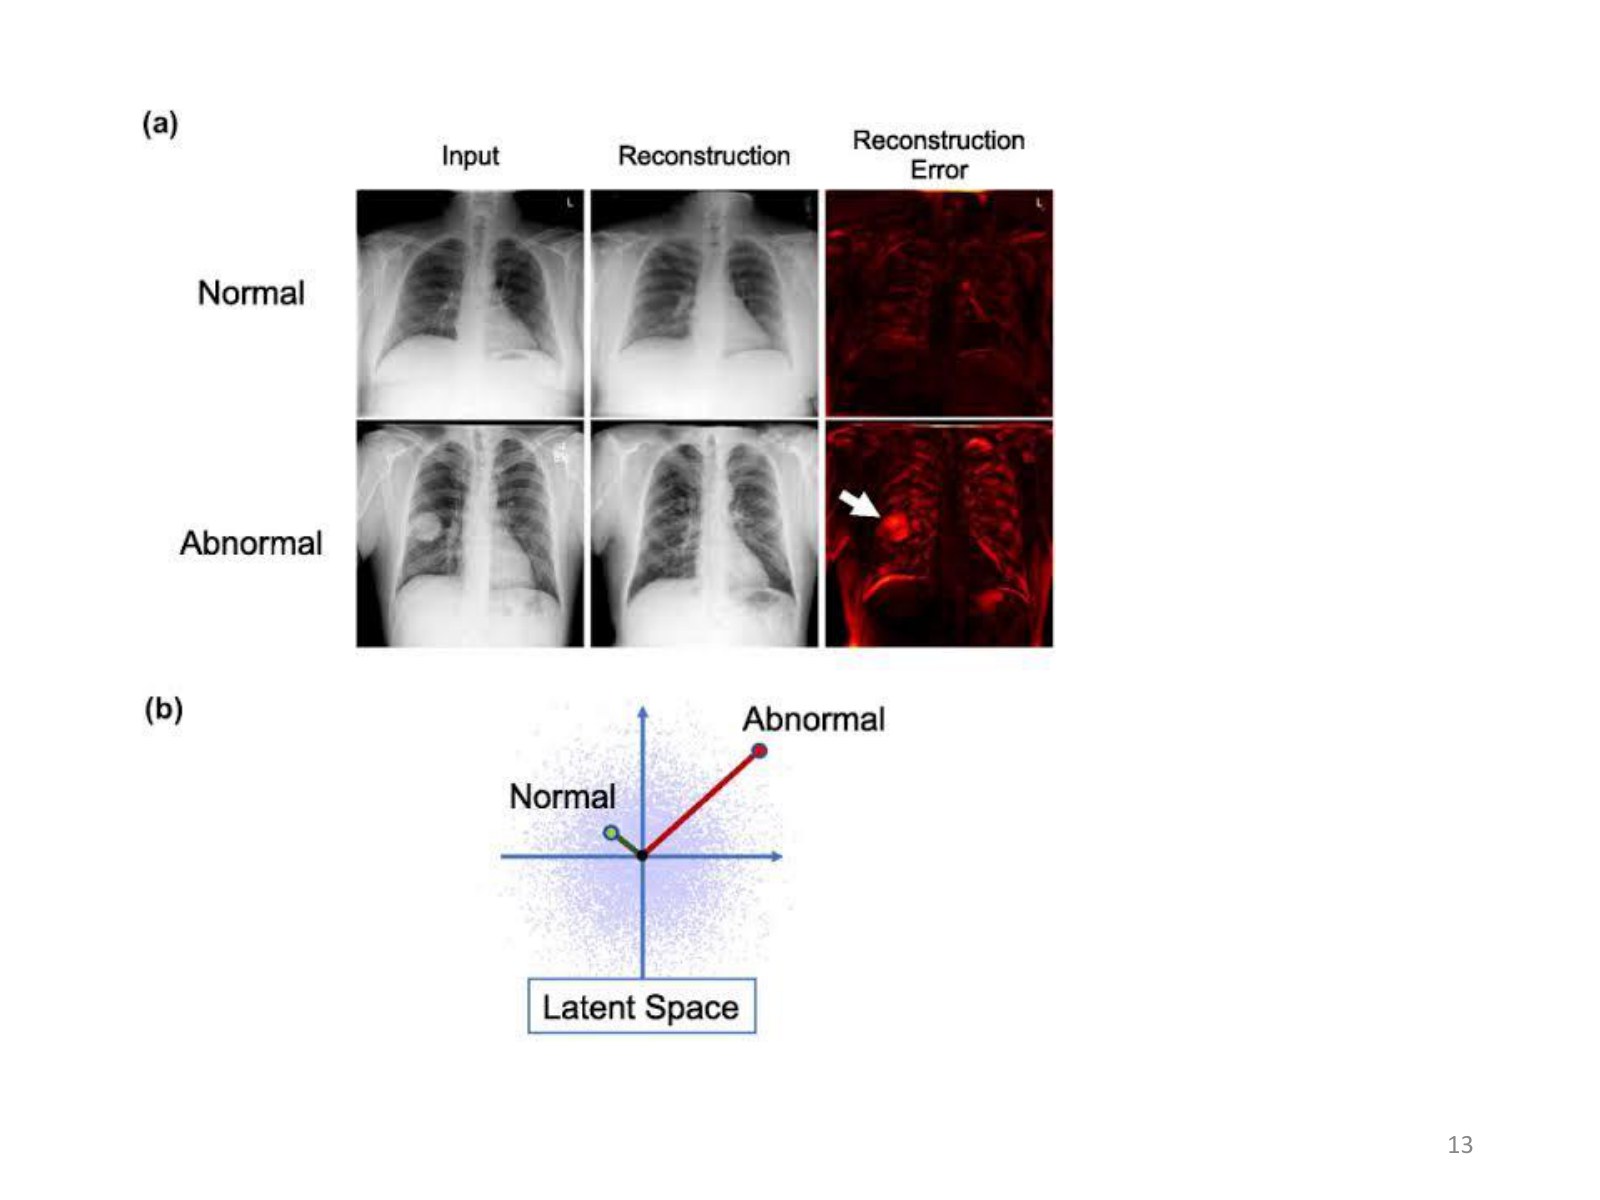 (a)
Input
Reconstruction
Reconstruction
Error
L
L
Normal
Abnormal
(b)
Abnormal
Normal
Latent Space
13